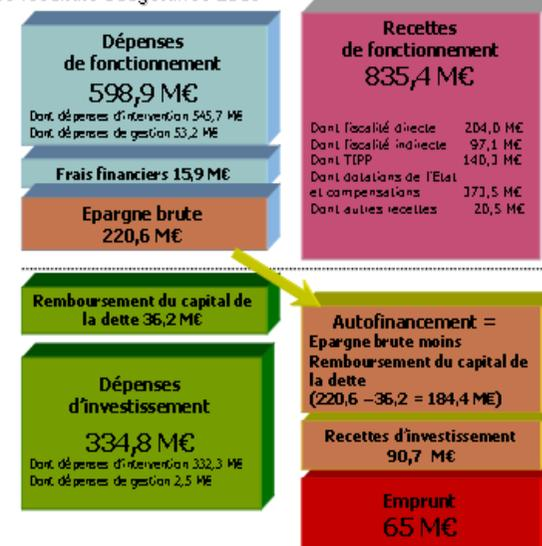 Dépenses
de fonctionnement
598,9 M€
Dont dépenses d'intervention 545,7 M€
Dont dépenses de gestion 53,2 M€
Frais financiers 15,9 M€
Epargne brute
220,6 M€
Recettes
de fonctionnement
835,4 M€
Dont fiscalité directe 204,0 M€
Dont fiscalité indirecte 97,1 M€
Dont TIPP 140,3 M€
Dont dotations de l'Etat
et compensations 373,5 M€
Dont autres recettes 20,5 M€
Remboursement du capital de
la dette 36,2 M€
Dépenses
d'investissement
334,8 M€
Dont dépenses d'intervention 332,3 M€
Dont dépenses de gestion 2,5 M€
Autofinancement =
Epargne brute moins
Remboursement du capital de
la dette
(220,6 –36,2 = 184,4 M€)
Recettes d'investissement
90,7 M€
Emprunt
65 M€